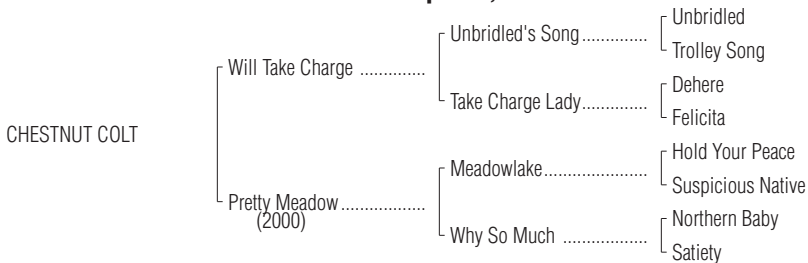 Unbridled
Unbridled's Song..............
Trolley Song
Will Take Charge ..............
Dehere
Take Charge Lady..............
Felicita
CHESTNUT COLT
Hold Your Peace
Meadowlake......................
Suspicious Native
Pretty Meadow..................
(2000)
Northern Baby
Why So Much ..................
Satiety